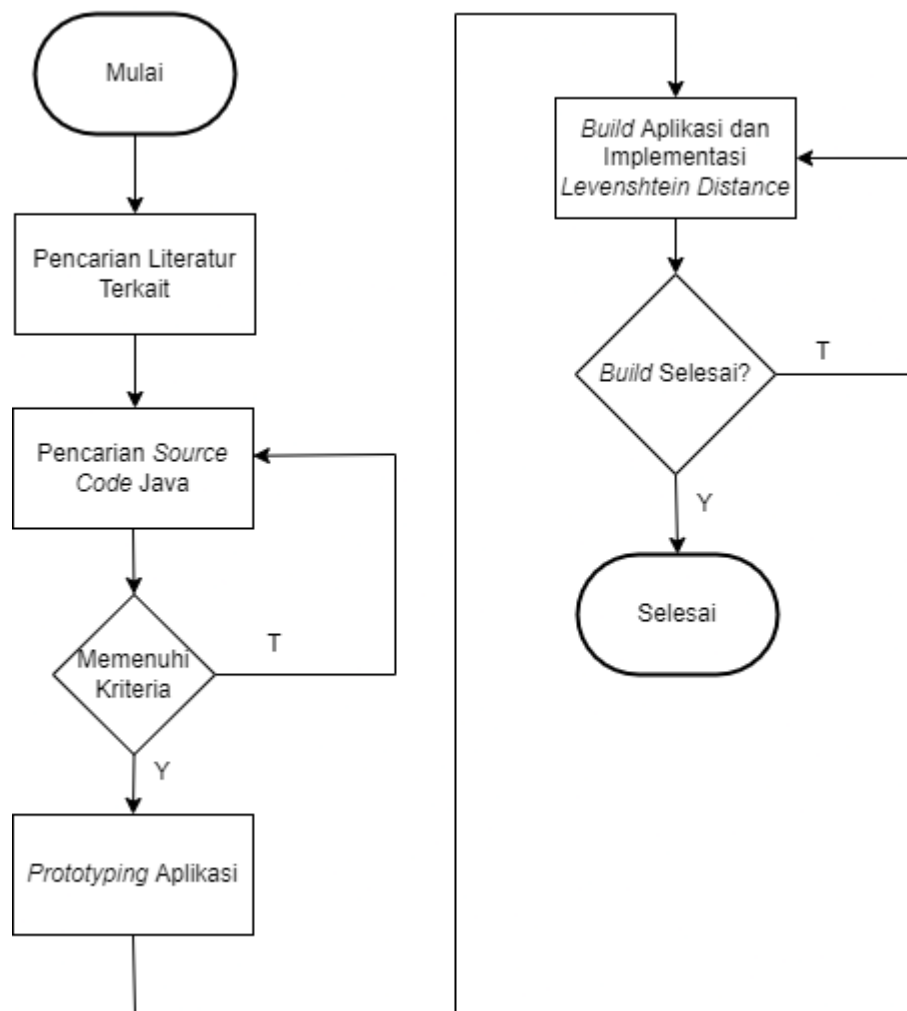 Mulai
Pencarian Literatur
Terkait
Pencarian Source
Code Java
Memenuhi
Kriteria
T
Y
Prototyping Aplikasi
Build Aplikasi dan
Implementasi
Levenshtein Distance
Build Selesai?
T
Y
Selesai